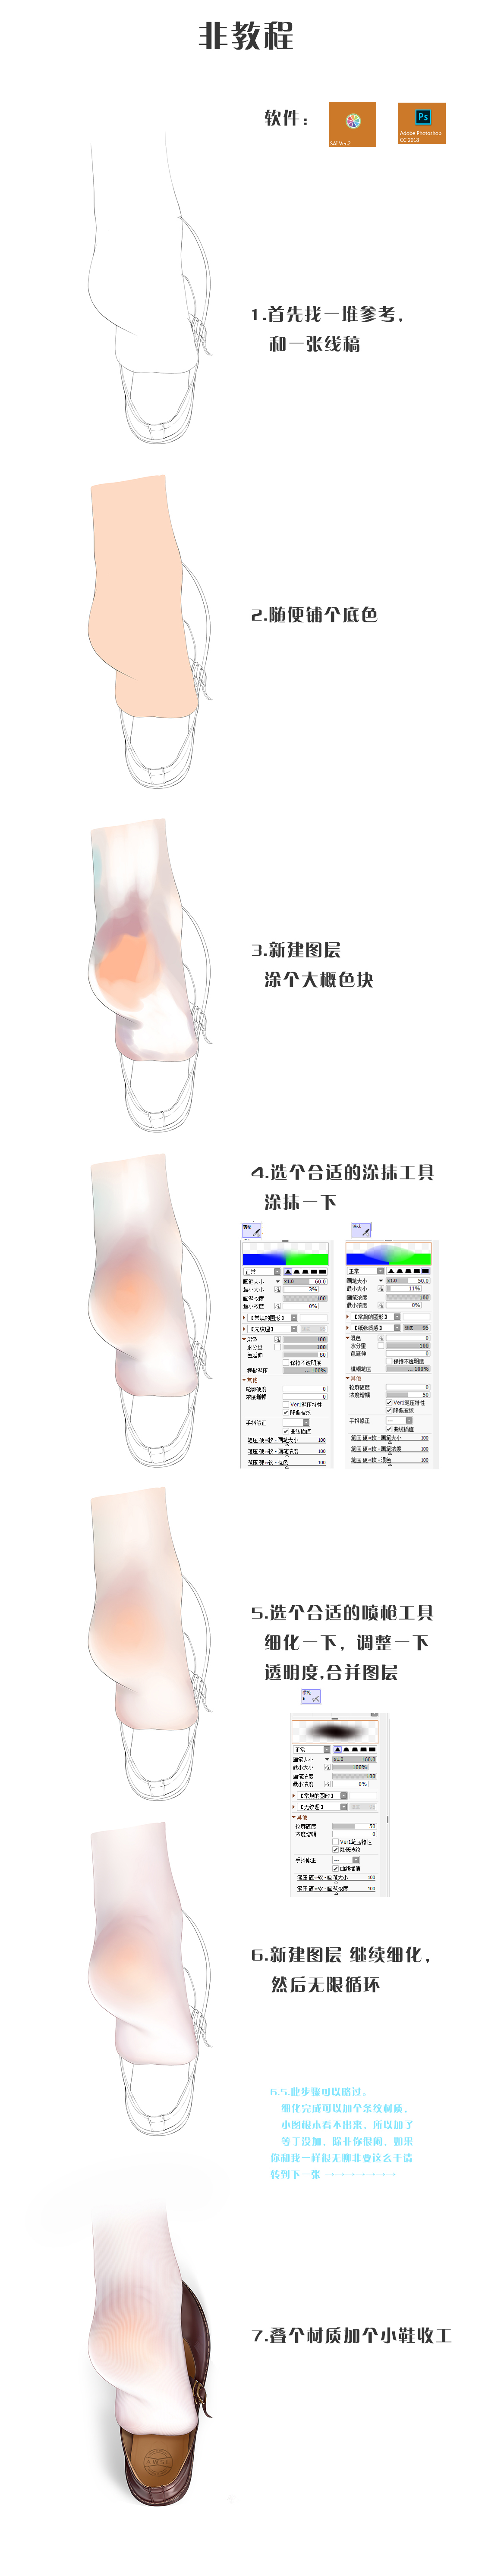 非教程
软件：
SAI Ver.2
Adobe Photoshop
CC 2018
1.首先找一堆参考，
和一张线稿
2.随便铺个底色
3.新建图层
涂个大概色块
4.选个合适的涂抹工具
涂抹一下
正常
画笔大小 x1.0 60.0
最小大小 3%
画笔浓度 100
最小浓度 0%
【常规的圆形】
【无纹理】
混色 100
水分量 100
色延伸 80
保持不透明度
模糊笔压 ... 100%
其他
轮廓硬度 0
浓度增幅 0
Ver1笔压特性
降低波纹
手抖修正 ---
曲线插值
笔压 硬⇔软 - 画笔大小 100
笔压 硬⇔软 - 画笔浓度 100
笔压 硬⇔软 - 混色 100
正常
画笔大小 x1.0 50.0
最小大小 11%
画笔浓度 100
最小浓度 0%
【常规的圆形】
【纸张质感】 强度 95
混色 0
水分量 100
色延伸 0
保持不透明度
模糊笔压 ... 100%
其他
轮廓硬度 0
浓度增幅 50
Ver1笔压特性
降低波纹
手抖修正 ---
曲线插值
笔压 硬⇔软 - 画笔大小 100
笔压 硬⇔软 - 画笔浓度 100
笔压 硬⇔软 - 混色 100
5.选个合适的喷枪工具
细化一下，调整一下
透明度,合并图层
正常
画笔大小 x1.0 160.0
最小大小 100%
画笔浓度 100
最小浓度 0%
【常规的圆形】
【无纹理】
其他
轮廓硬度 50
浓度增幅 0
Ver1笔压特性
降低波纹
手抖修正 ---
曲线插值
笔压 硬⇔软 - 画笔大小 100
笔压 硬⇔软 - 画笔浓度 100
6.新建图层 继续细化，
然后无限循环
6.5.此步骤可以略过。
细化完成可以加个条纹材质，
小图根本看不出来，所以加了
等于没加，除非你很闲，如果
你和我一样很无聊非要这么干请
转到下一张→→→→→→→
7.叠个材质加个小鞋收工